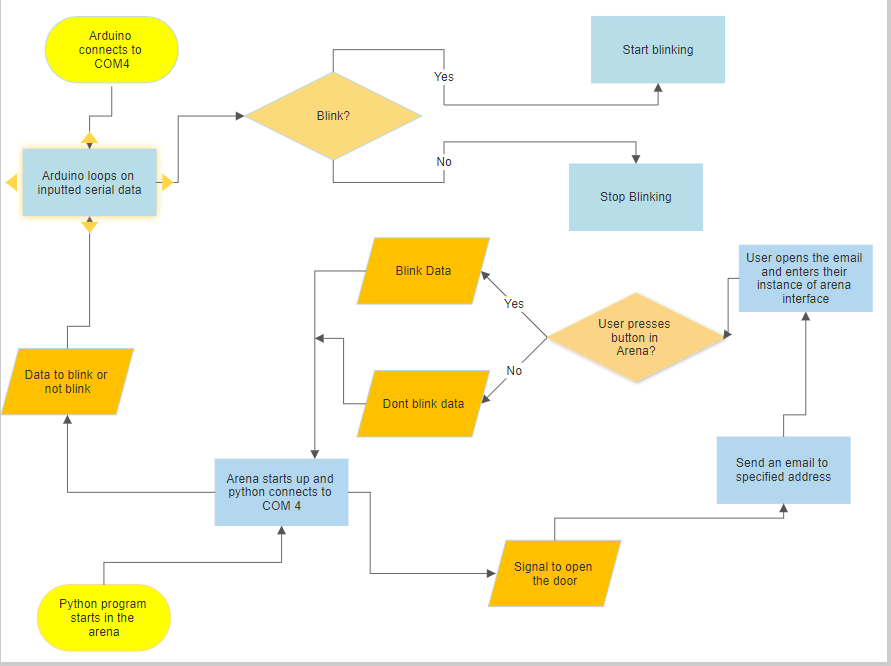 Arduino
connects to
COM4
Start blinking
Yes
Blink?
No
Arduino loops on
inputted serial data
Stop Blinking
Blink Data
User opens the email
and enters their
instance of arena
interface
Yes
User presses
button in
Arena?
No
Data to blink or
not blink
Dont blink data
Arena starts up and
python connects to
COM 4
Send an email to
specified address
Signal to open
the door
Python program
starts in the
arena